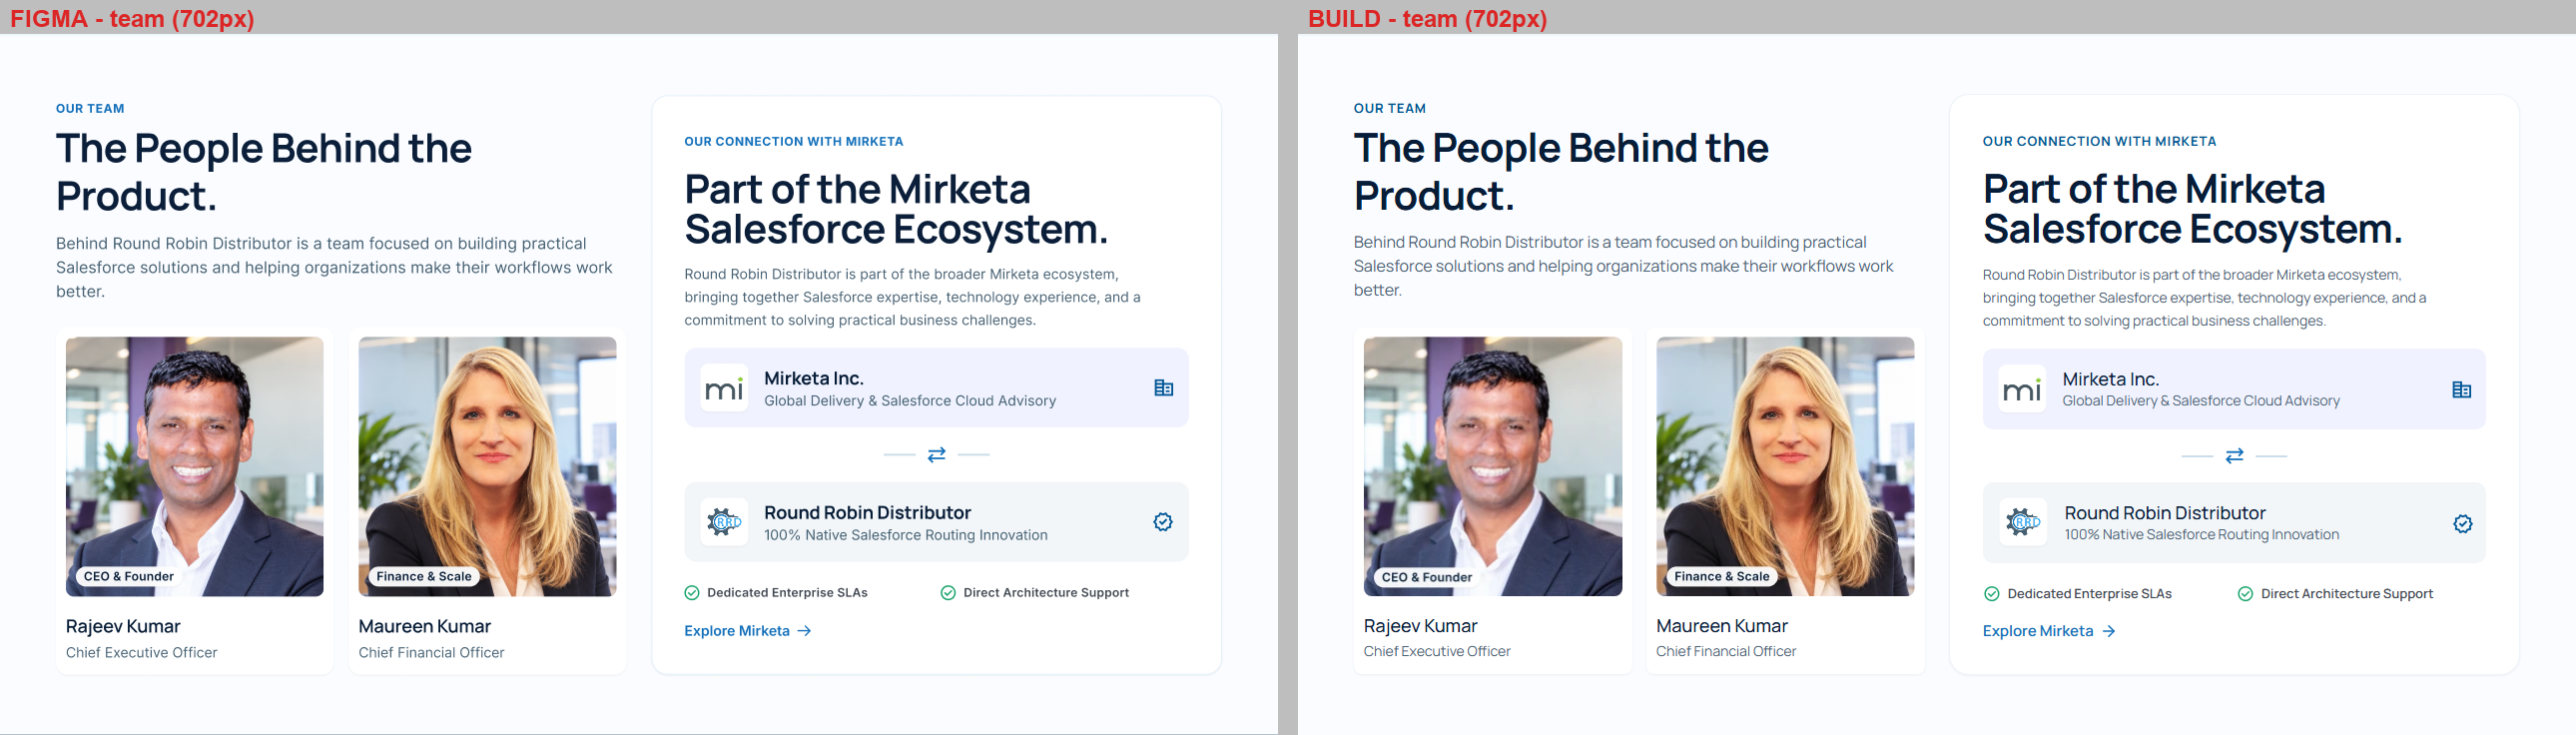 FIGMA - team (702px)
OUR TEAM
The People Behind the
Product.
Behind Round Robin Distributor is a team focused on building practical
Salesforce solutions and helping organizations make their workflows work
better.
CEO & Founder
Rajeev Kumar
Chief Executive Officer
Finance & Scale
Maureen Kumar
Chief Financial Officer
OUR CONNECTION WITH MIRKETA
Part of the Mirketa
Salesforce Ecosystem.
Round Robin Distributor is part of the broader Mirketa ecosystem,
bringing together Salesforce expertise, technology experience, and a
commitment to solving practical business challenges.
mi
Mirketa Inc.
Global Delivery & Salesforce Cloud Advisory
RRD
Round Robin Distributor
100% Native Salesforce Routing Innovation
Dedicated Enterprise SLAs
Direct Architecture Support
Explore Mirketa
BUILD - team (702px)
OUR TEAM
The People Behind the
Product.
Behind Round Robin Distributor is a team focused on building practical
Salesforce solutions and helping organizations make their workflows work
better.
CEO & Founder
Rajeev Kumar
Chief Executive Officer
Finance & Scale
Maureen Kumar
Chief Financial Officer
OUR CONNECTION WITH MIRKETA
Part of the Mirketa
Salesforce Ecosystem.
Round Robin Distributor is part of the broader Mirketa ecosystem,
bringing together Salesforce expertise, technology experience, and a
commitment to solving practical business challenges.
mi
Mirketa Inc.
Global Delivery & Salesforce Cloud Advisory
RRD
Round Robin Distributor
100% Native Salesforce Routing Innovation
Dedicated Enterprise SLAs
Direct Architecture Support
Explore Mirketa